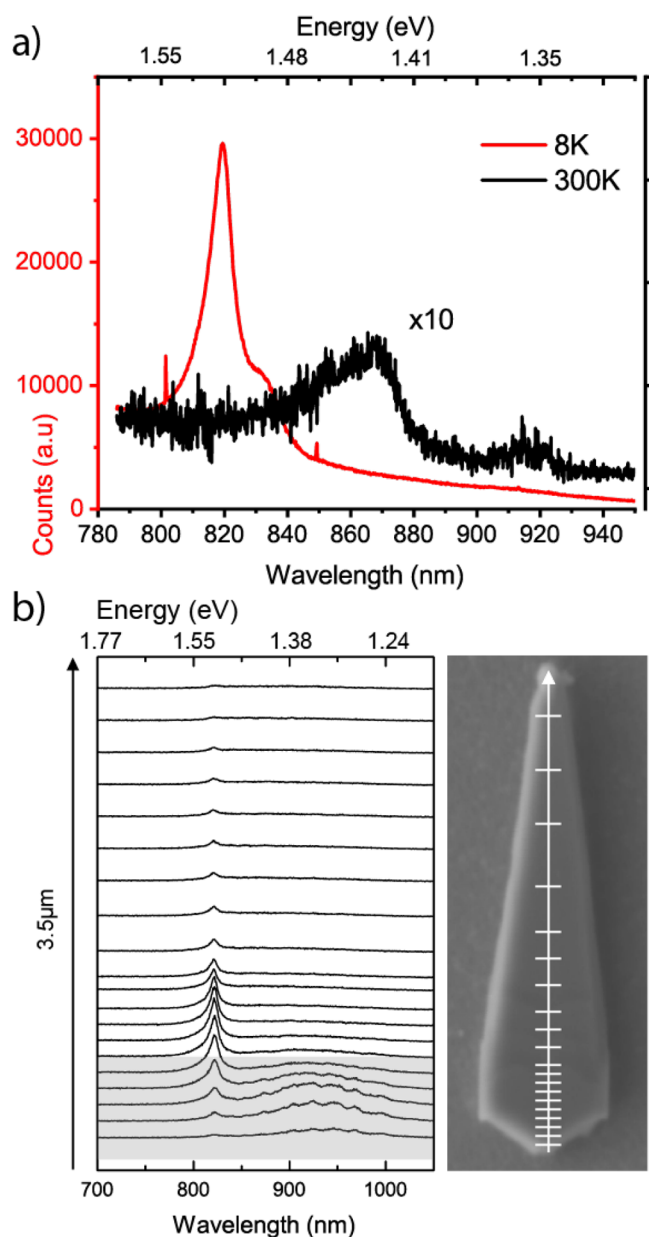 a)
Energy (eV)
1.55 1.48 1.41 1.35
30000
20000
10000
0
Counts (a.u)
8K
300K
x10
780 800 820 840 860 880 900 920 940
Wavelength (nm)
b)
Energy (eV)
1.77 1.55 1.38 1.24
3.5µm
700 800 900 1000
Wavelength (nm)